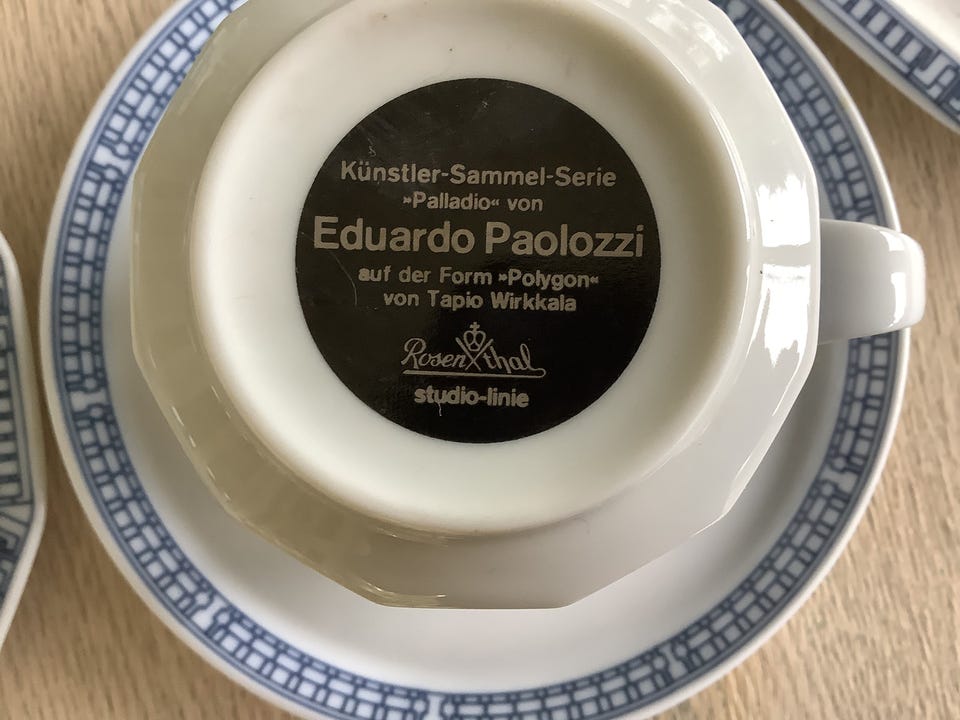 Künstler-Sammel-Serie
»Palladio« von
Eduardo Paolozzi
auf der Form »Polygon«
von Tapio Wirkkala
Rosenthal
studio-linie